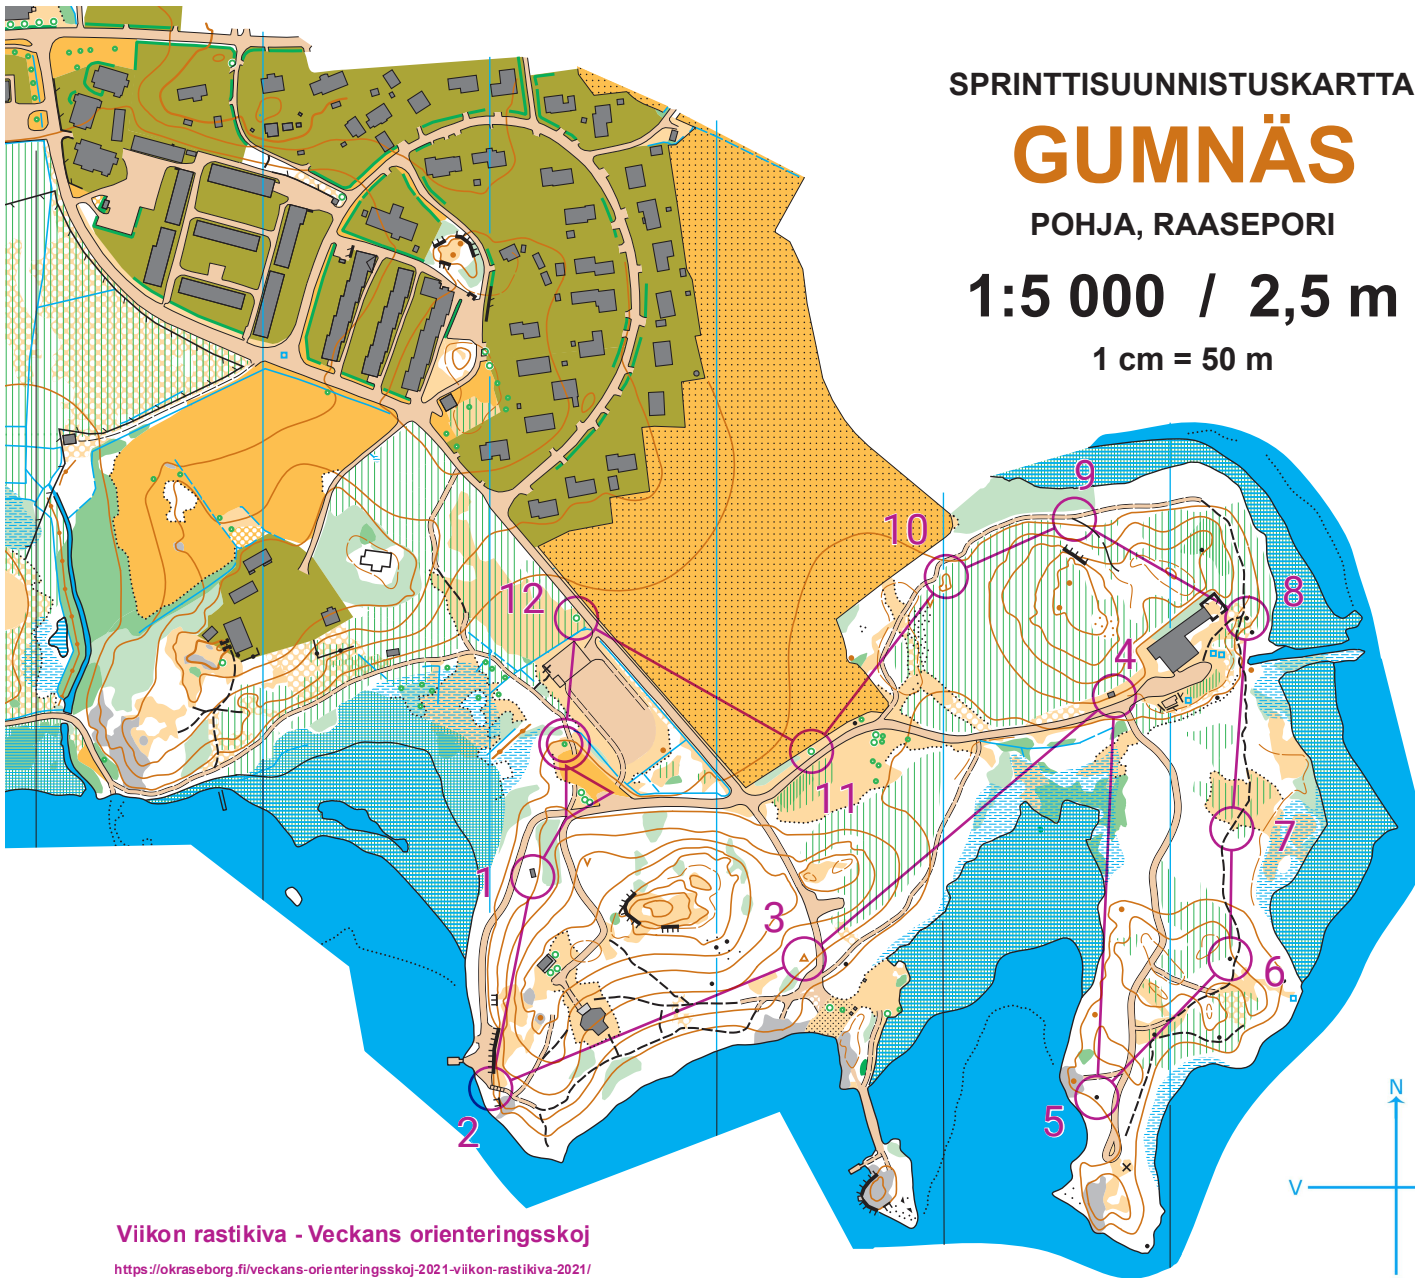 SPRINTTISUUNNISTUSKARTTA
GUMNÄS
POHJA, RAASEPORI
1:5 000 / 2,5 m
1 cm = 50 m
9
10
8
12
4
11
7
1
3
6
5
2
N
V
Viikon rastikiva - Veckans orienteringsskoj
https://okraseborg.fi/veckans-orienteringsskoj-2021-viikon-rastikiva-2021/